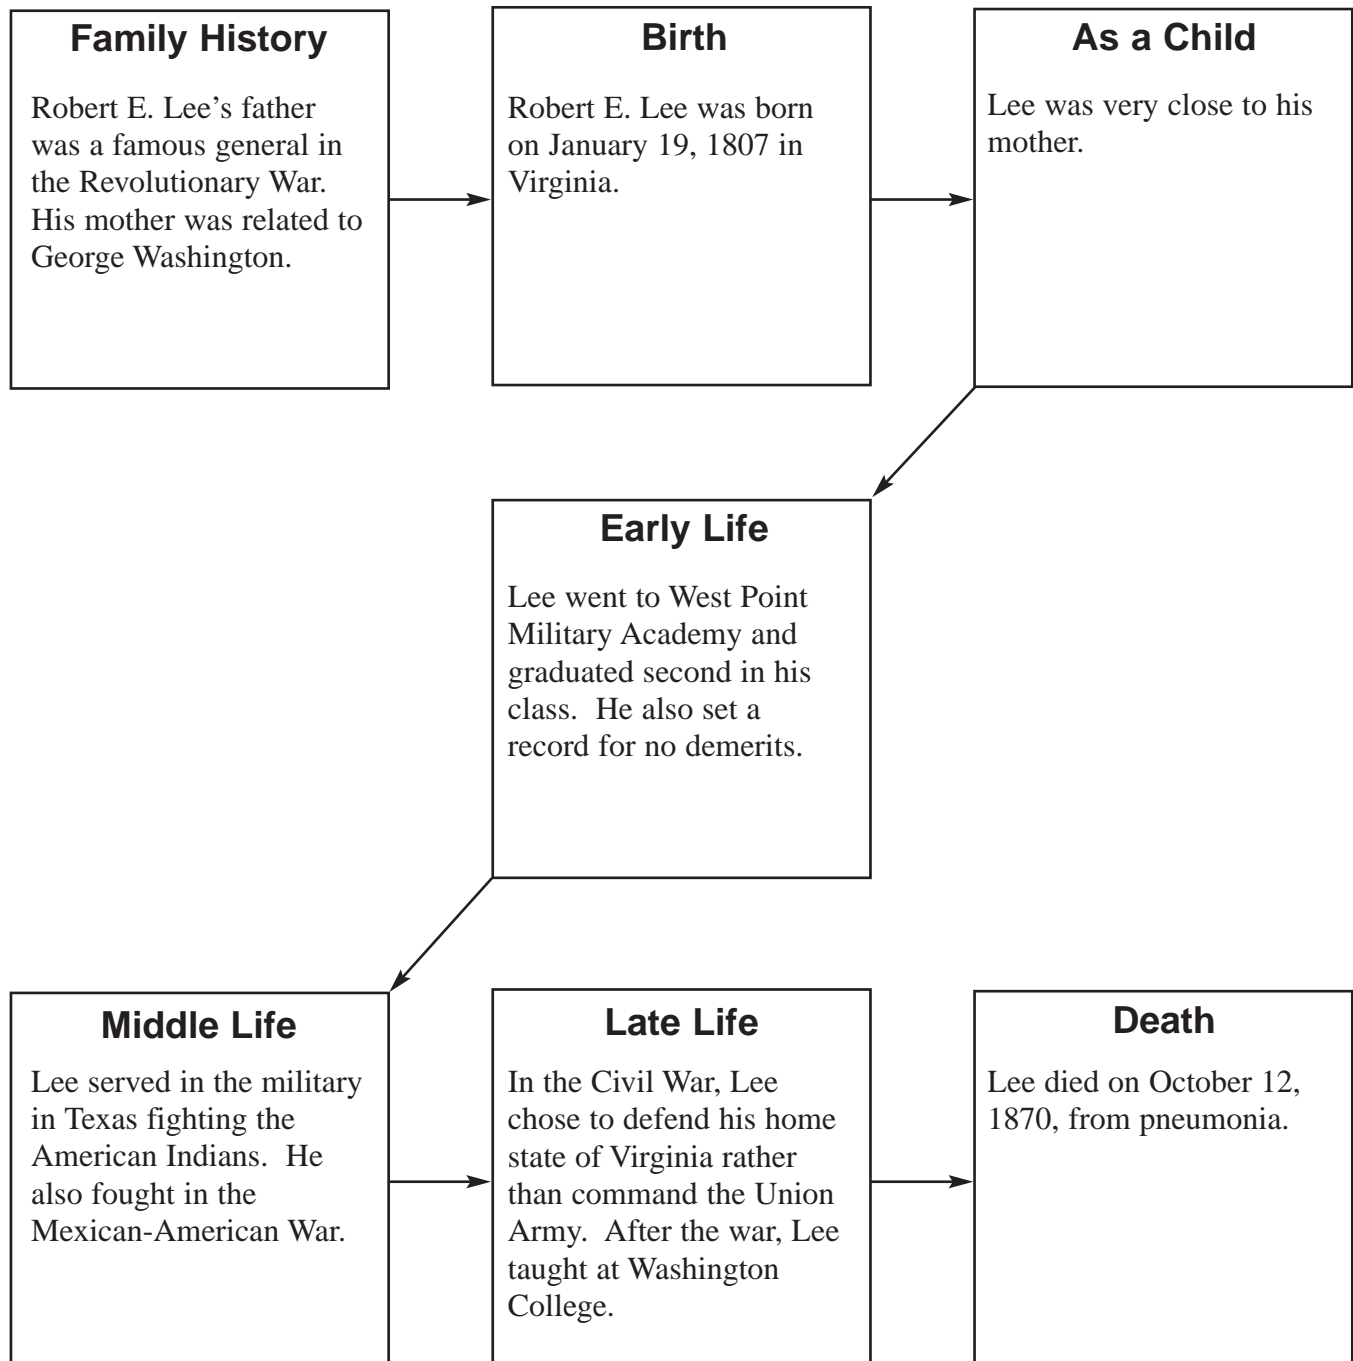 Family History
Robert E. Lee’s father
was a famous general in
the Revolutionary War.
His mother was related to
George Washington.
Birth
Robert E. Lee was born
on January 19, 1807 in
Virginia.
As a Child
Lee was very close to his
mother.
Early Life
Lee went to West Point
Military Academy and
graduated second in his
class.  He also set a
record for no demerits.
Middle Life
Lee served in the military
in Texas fighting the
American Indians.  He
also fought in the
Mexican-American War.
Late Life
In the Civil War, Lee
chose to defend his home
state of Virginia rather
than command the Union
Army.  After the war, Lee
taught at Washington
College.
Death
Lee died on October 12,
1870, from pneumonia.